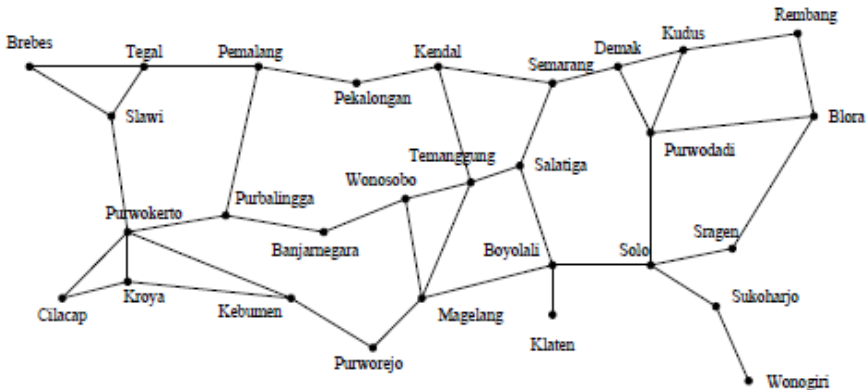 Rembang
Brebes
Tegal
Pemalang
Kendal
Demak
Kudus
Semarang
Pekalongan
Slawi
Blora
Purwodadi
Temanggung
Salatiga
Wonosobo
Purbalingga
Purwokerto
Banjarnegara
Boyolali
Solo
Sragen
Cilacap
Kroya
Kebumen
Magelang
Sukoharjo
Klaten
Purworejo
Wonogiri